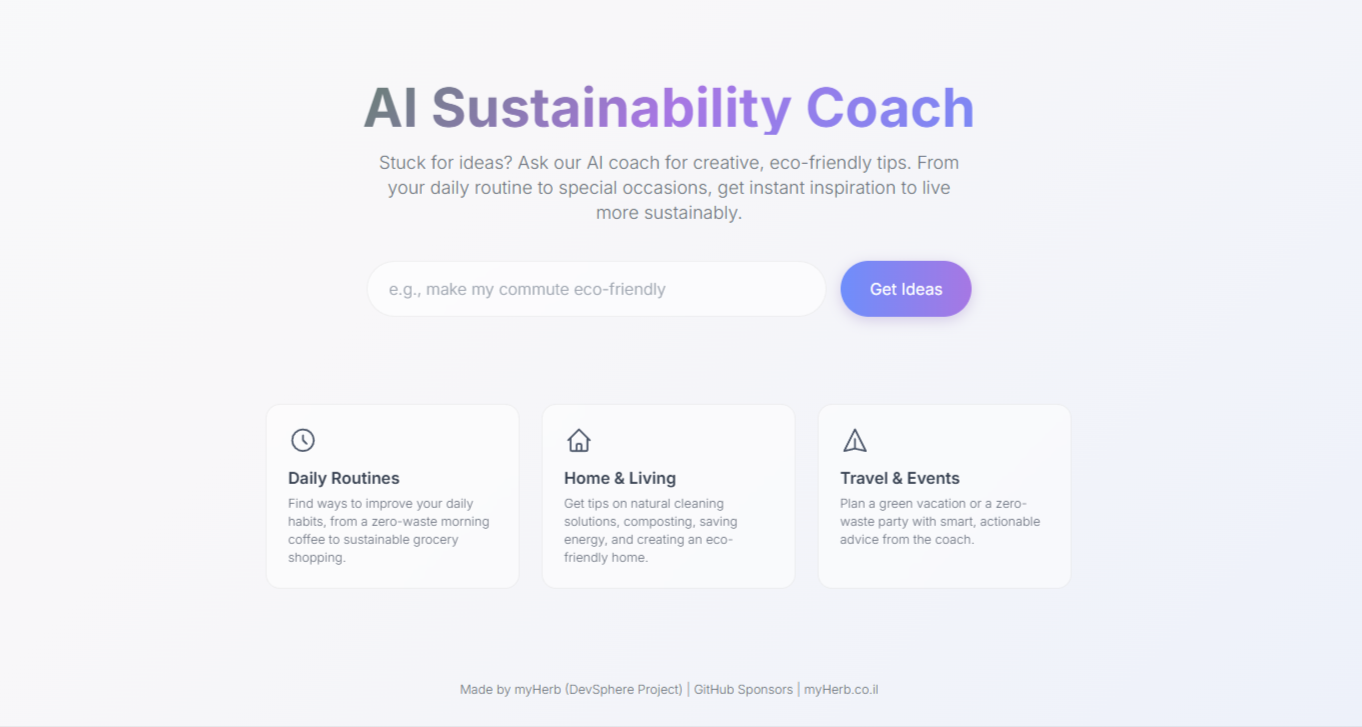 AI Sustainability Coach
Stuck for ideas? Ask our AI coach for creative, eco-friendly tips. From
your daily routine to special occasions, get instant inspiration to live
more sustainably.
e.g., make my commute eco-friendly
Get Ideas
Daily Routines
Find ways to improve your daily
habits, from a zero-waste morning
coffee to sustainable grocery
shopping.
Home & Living
Get tips on natural cleaning
solutions, composting, saving
energy, and creating an eco-
friendly home.
Travel & Events
Plan a green vacation or a zero-
waste party with smart, actionable
advice from the coach.
Made by myHerb (DevSphere Project) | GitHub Sponsors | myHerb.co.il